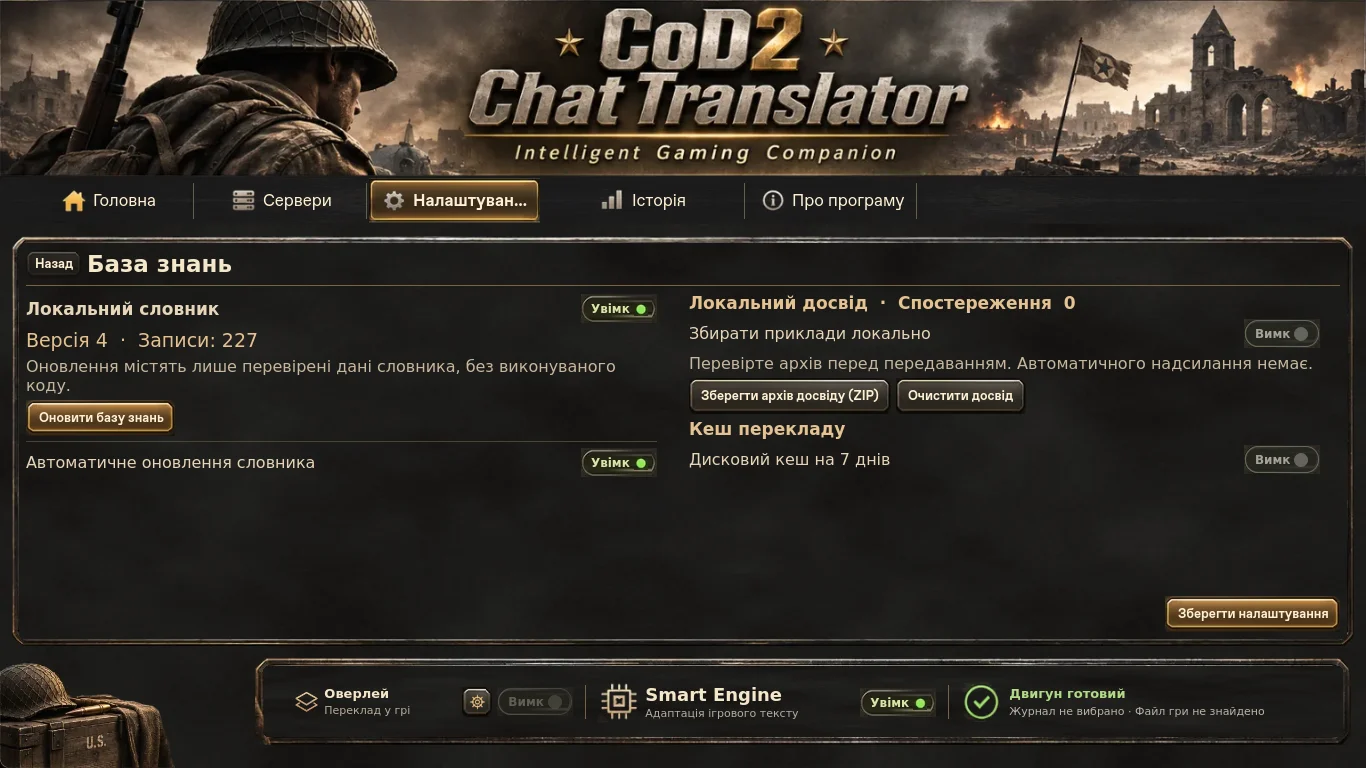 CoD2
Chat Translator
Intelligent Gaming Companion
Головна
Сервери
Налаштуван...
Історія
Про програму
Назад
База знань
Локальний словник
Увімк
Версія 4 · Записи: 227
Оновлення містять лише перевірені дані словника, без виконуваного
коду.
Оновити базу знань
Автоматичне оновлення словника
Увімк
Локальний досвід · Спостереження 0
Збирати приклади локально
Вимк
Перевірте архів перед передаванням. Автоматичного надсилання немає.
Зберегти архів досвіду (ZIP)
Очистити досвід
Кеш перекладу
Дисковий кеш на 7 днів
Вимк
Зберегти налаштування
U.S.
Оверлей
Переклад у грі
Вимк
Smart Engine
Адаптація ігрового тексту
Увімк
Двигун готовий
Журнал не вибрано · Файл гри не знайдено